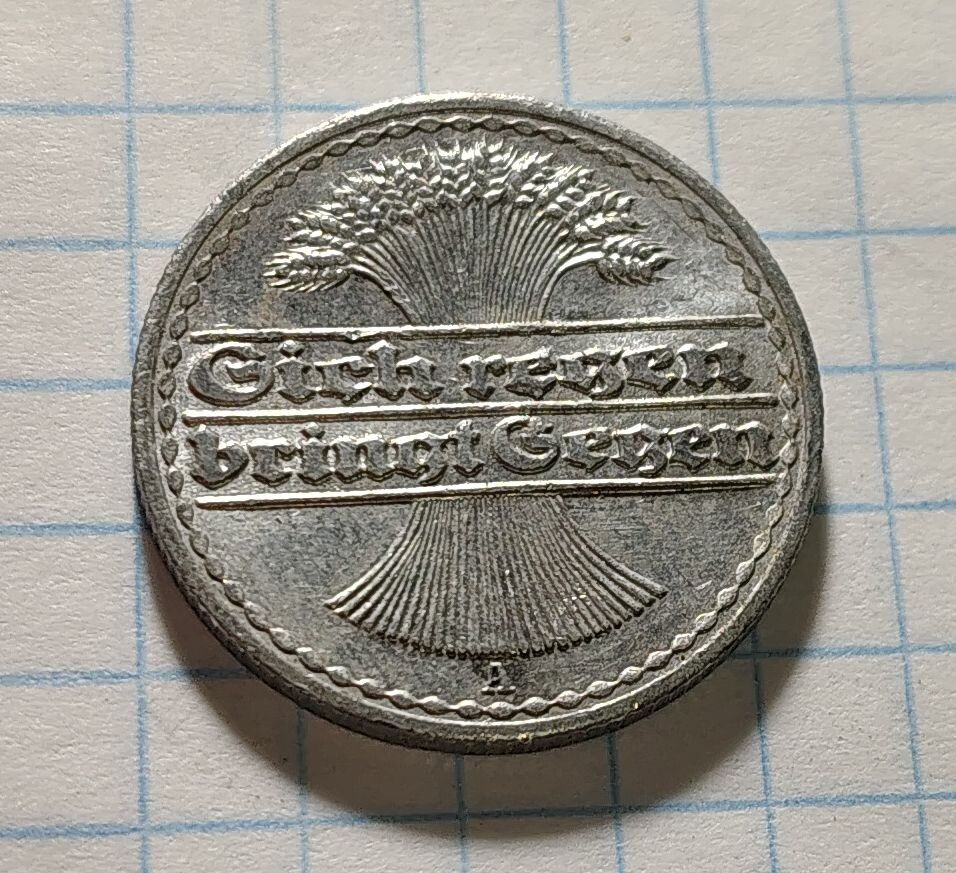 Sich regen
bringt Segen
A